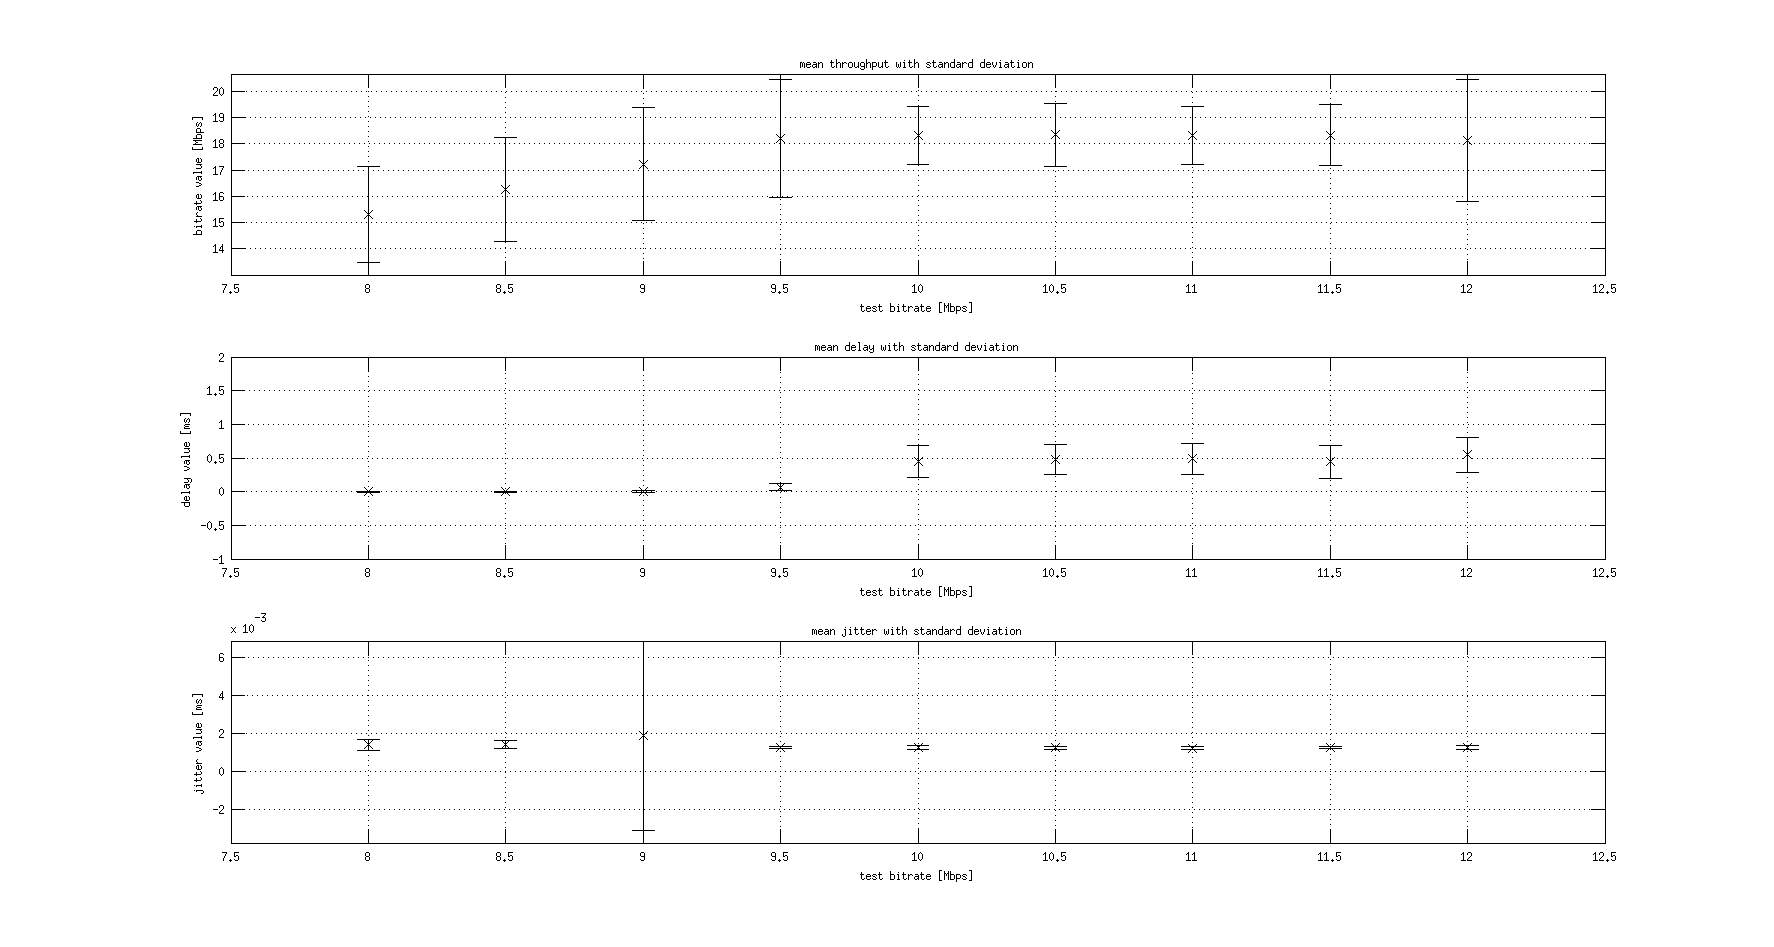 mean throughput with standard deviation
20
19
18
17
16
15
14
bitrate value [Mbps]
7.5 8 8.5 9 9.5 10 10.5 11 11.5 12 12.5
test bitrate [Mbps]
mean delay with standard deviation
2
1.5
1
0.5
0
-0.5
-1
delay value [ms]
7.5 8 8.5 9 9.5 10 10.5 11 11.5 12 12.5
test bitrate [Mbps]
x 10-3
mean jitter with standard deviation
6
4
2
0
-2
jitter value [ms]
7.5 8 8.5 9 9.5 10 10.5 11 11.5 12 12.5
test bitrate [Mbps]